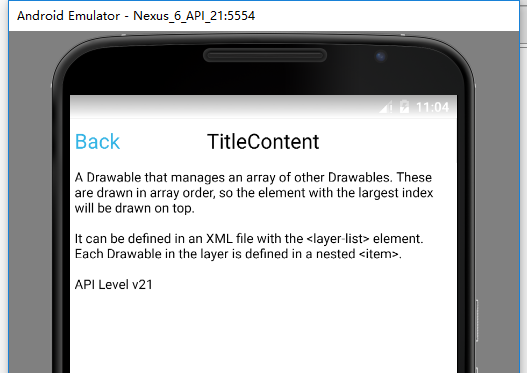 Android Emulator - Nexus_6_API_21:5554
11:04
Back TitleContent
A Drawable that manages an array of other Drawables. These
are drawn in array order, so the element with the largest index
will be drawn on top.
It can be defined in an XML file with the <layer-list> element.
Each Drawable in the layer is defined in a nested <item>.
API Level v21